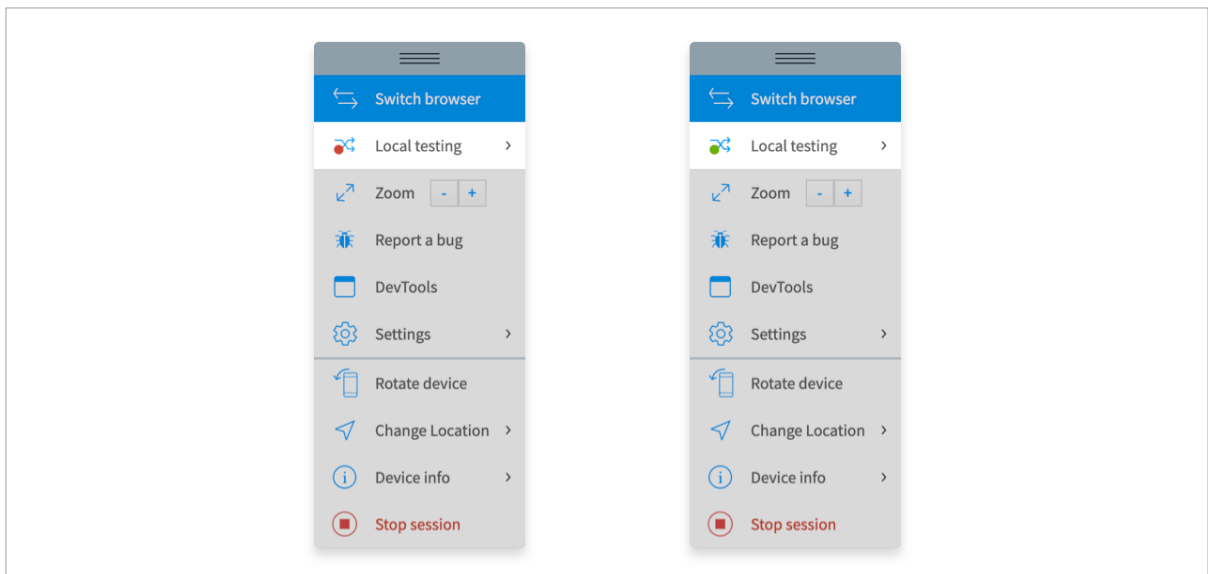 Switch browser
Local testing
Zoom - +
Report a bug
DevTools
Settings
Rotate device
Change Location
Device info
Stop session
Switch browser
Local testing
Zoom - +
Report a bug
DevTools
Settings
Rotate device
Change Location
Device info
Stop session